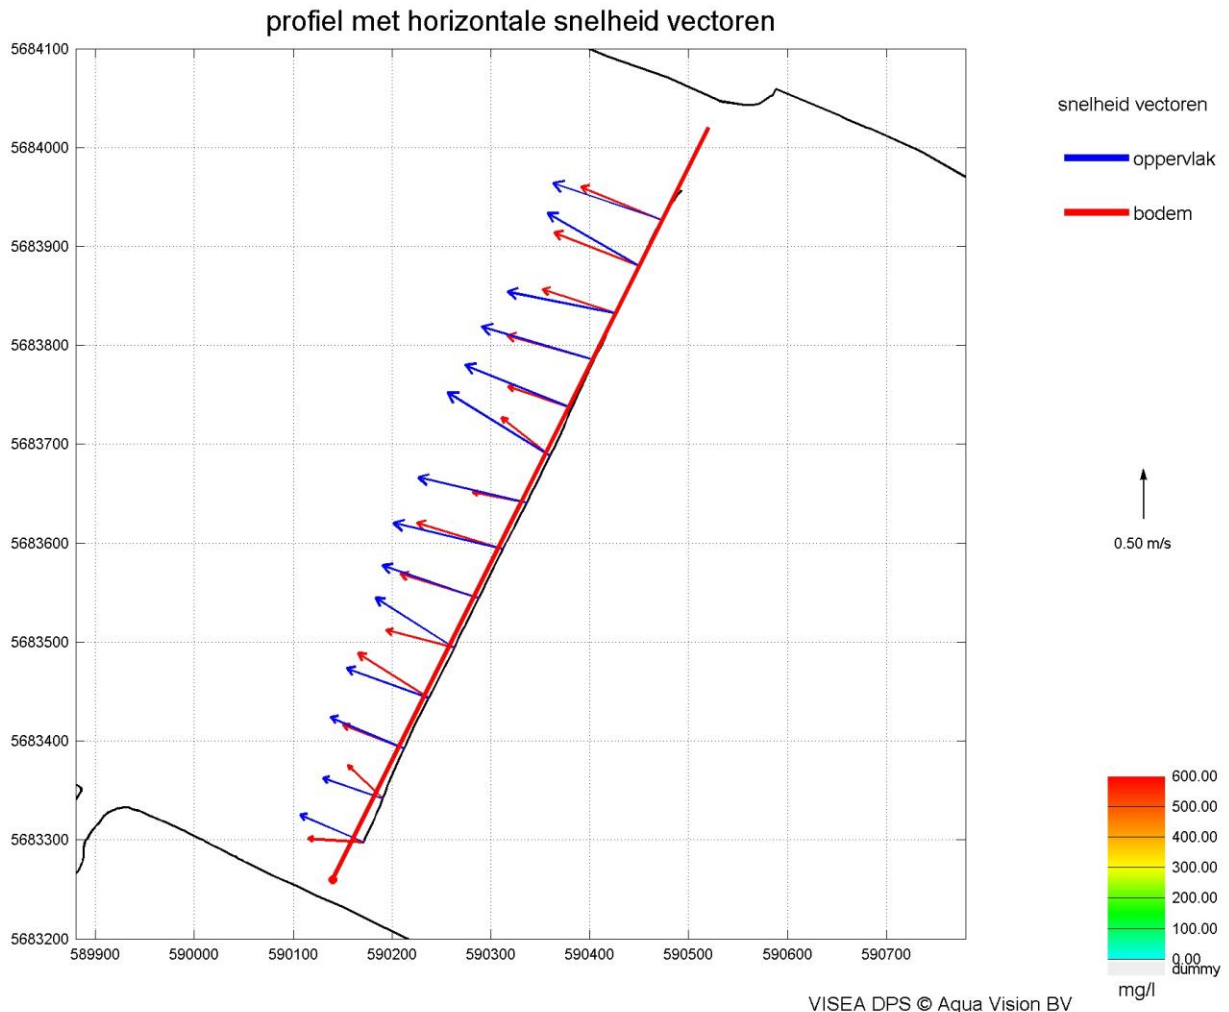 profiel met horizontale snelheid vectoren
5684100
5684000
5683900
5683800
5683700
5683600
5683500
5683400
5683300
5683200
589900 590000 590100 590200 590300 590400 590500 590600 590700
snelheid vectoren
oppervlak
bodem
0.50 m/s
600.00
500.00
400.00
300.00
200.00
100.00
0.00
dummy
mg/l
VISEA DPS © Aqua Vision BV